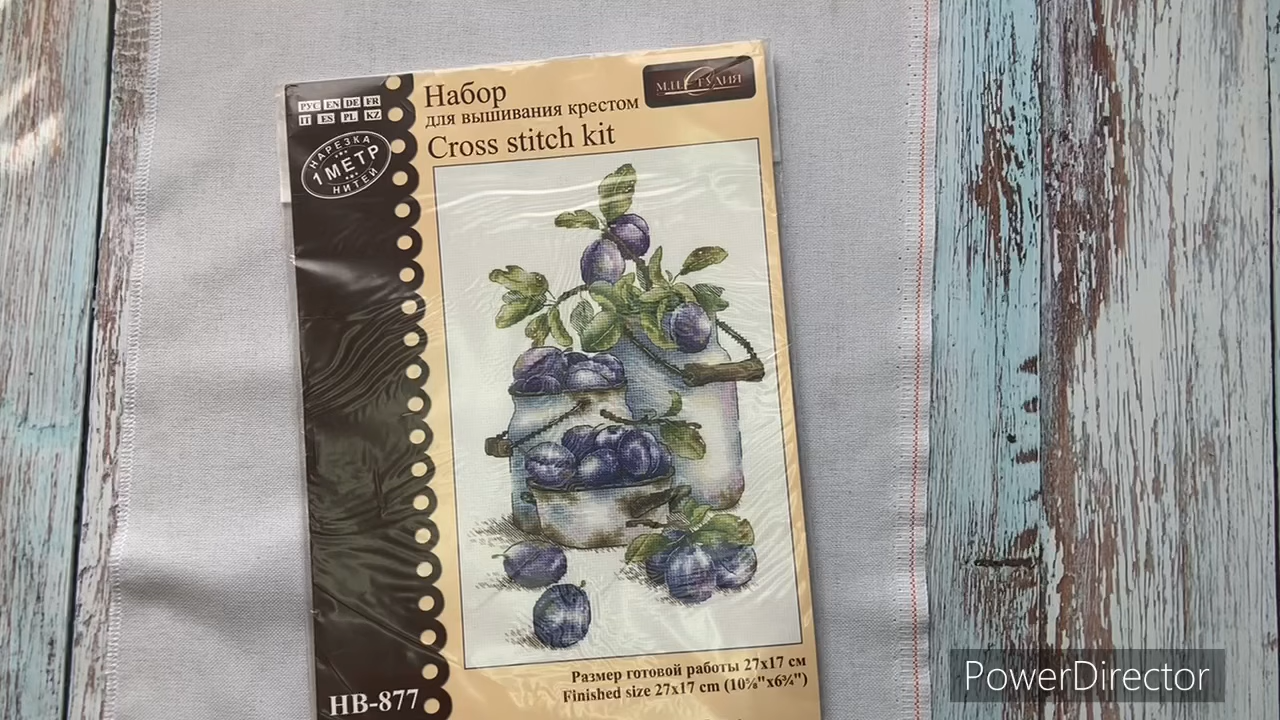 РУС EN DE FR
IT ES PL KZ
НАРЕЗКА
1 МЕТР
НИТЕЙ
Набор
для вышивания крестом
Cross stitch kit
М.П. СТУДИЯ
Размер готовой работы 27x17 см
Finished size 27x17 cm (10⅝"x6¾")
НВ-877
PowerDirector